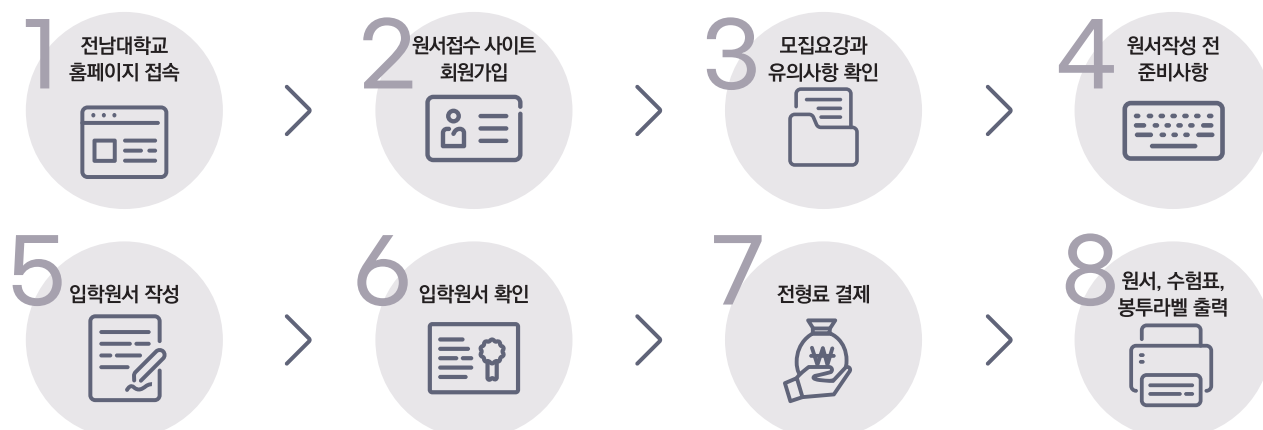 1
전남대학교
홈페이지 접속
2
원서접수 사이트
회원가입
3
모집요강과
유의사항 확인
4
원서작성 전
준비사항
5
입학원서 작성
6
입학원서 확인
7
전형료 결제
₩
8
원서, 수험표,
봉투라벨 출력